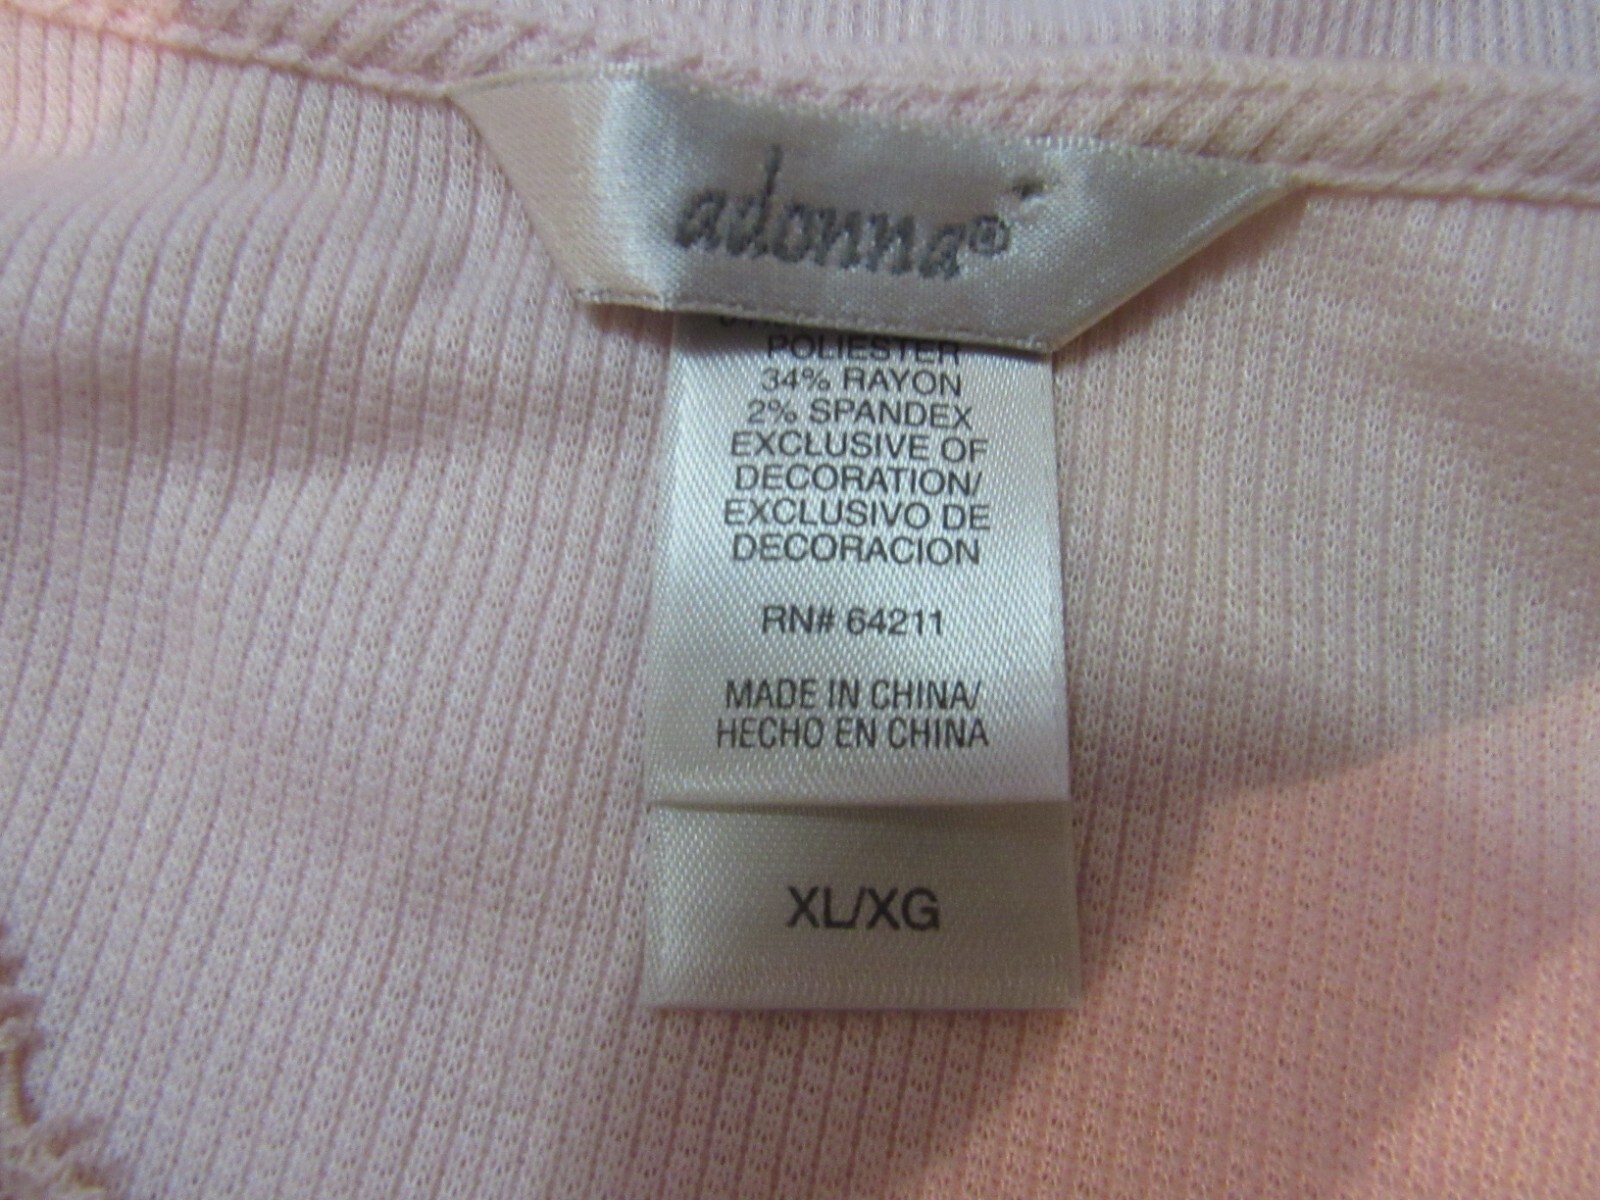 adonna®
POLIESTER
34% RAYON
2% SPANDEX
EXCLUSIVE OF
DECORATION/
EXCLUSIVO DE
DECORACION
RN# 64211
MADE IN CHINA/
HECHO EN CHINA
XL/XG